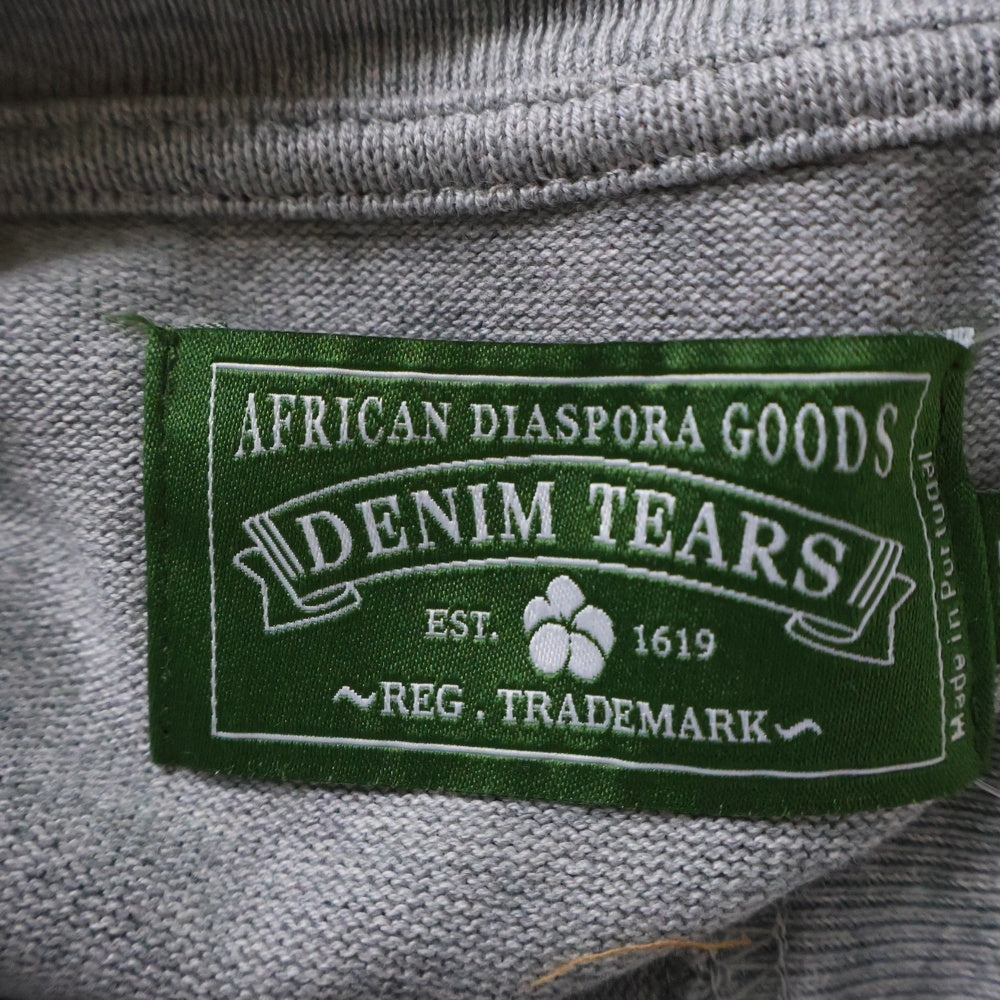 AFRICAN DIASPORA GOODS
DENIM TEARS
EST. 1619
~REG. TRADEMARK~
Made in Portugal